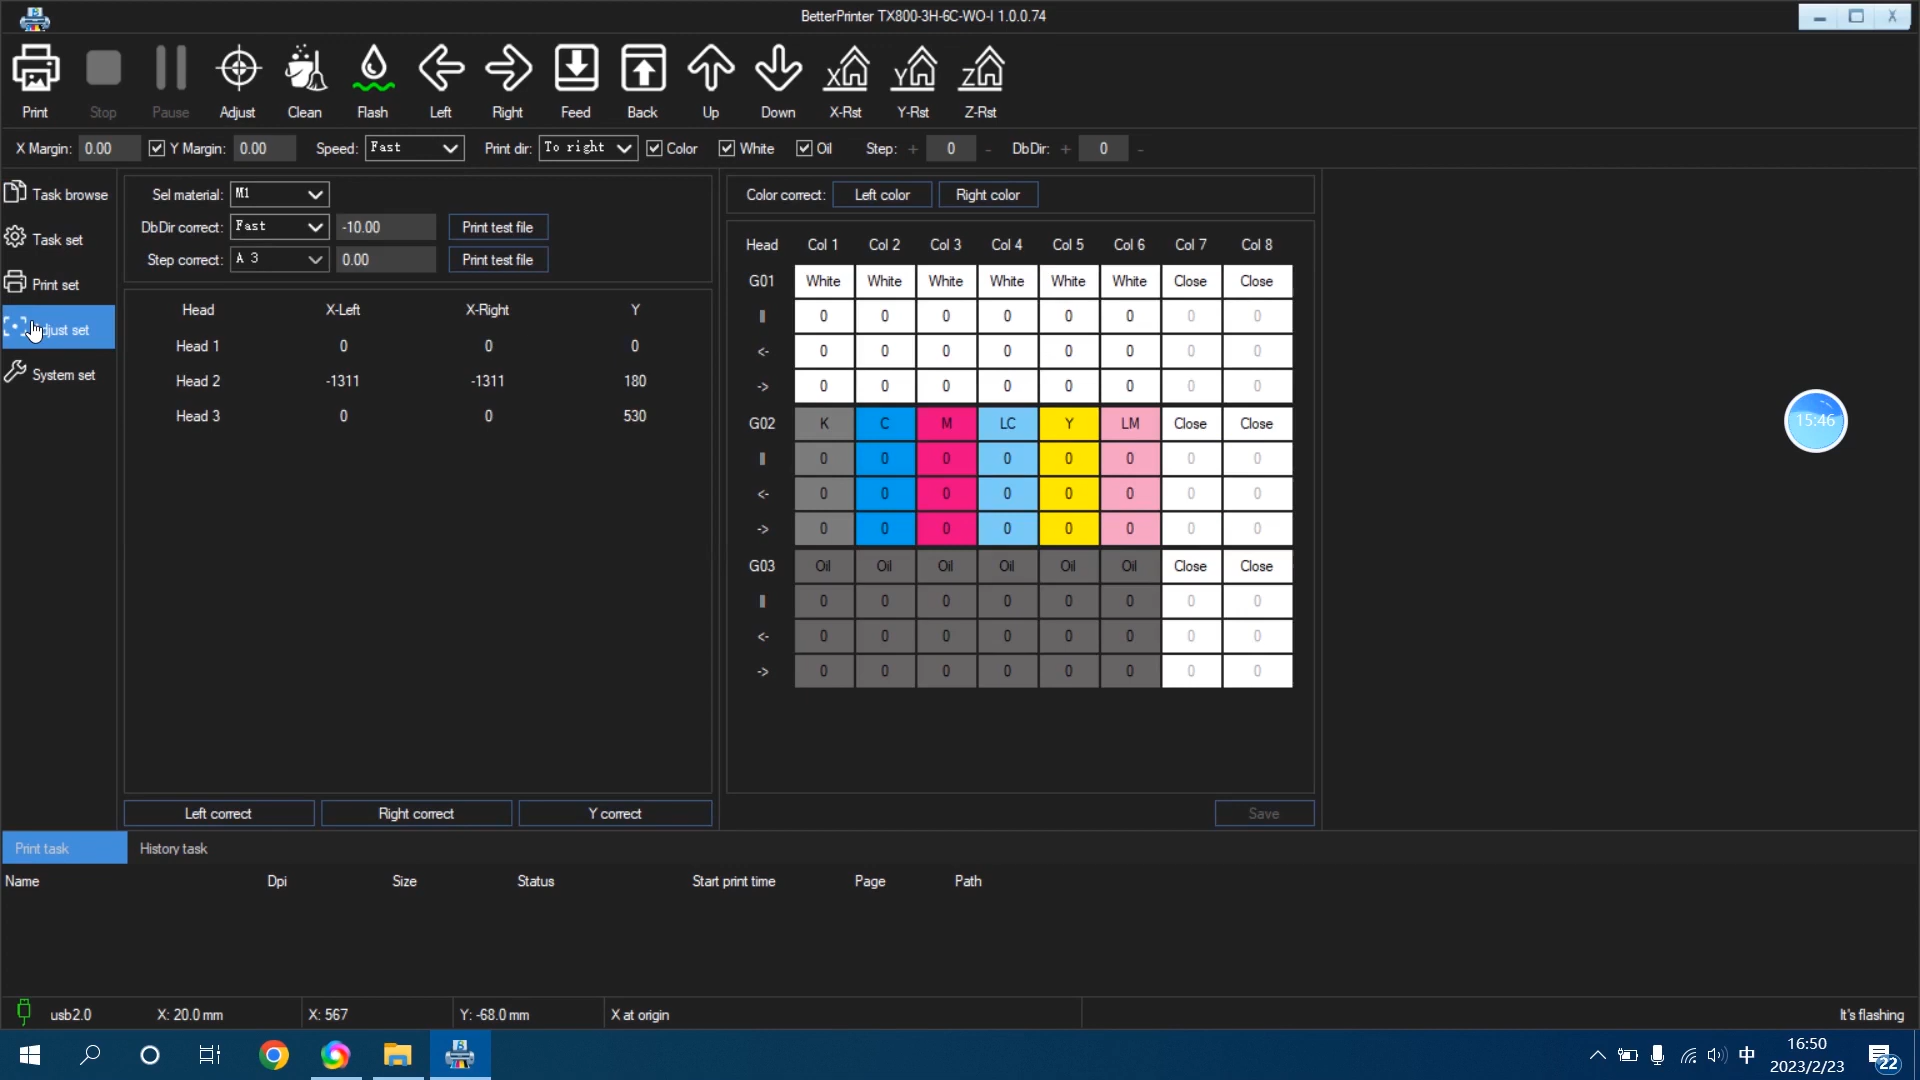 BetterPrinter TX800-3H-6C-WO-I 1.0.0.74
Print Stop Pause Adjust Clean Flash Left Right Feed Back Up Down X-Rst Y-Rst Z-Rst
X Margin: 0.00 Y Margin: 0.00 Speed: Fast Print dir: To right Color White Oil Step: + 0 - DbDir: + 0 -
Task browse
Task set
Print set
Adjust set
System set
Sel material: M1
DbDir correct: Fast -10.00 Print test file
Step correct: A 3 0.00 Print test file
Head X-Left X-Right Y
Head 1 0 0 0
Head 2 -1311 -1311 180
Head 3 0 0 530
Left correct Right correct Y correct
Color correct: Left color Right color
Head Col 1 Col 2 Col 3 Col 4 Col 5 Col 6 Col 7 Col 8
G01 White White White White White White Close Close
|| 0 0 0 0 0 0 0 0
<- 0 0 0 0 0 0 0 0
-> 0 0 0 0 0 0 0 0
G02 K C M LC Y LM Close Close
|| 0 0 0 0 0 0 0 0
<- 0 0 0 0 0 0 0 0
-> 0 0 0 0 0 0 0 0
G03 Oil Oil Oil Oil Oil Oil Close Close
|| 0 0 0 0 0 0 0 0
<- 0 0 0 0 0 0 0 0
-> 0 0 0 0 0 0 0 0
Save
15:46
Print task History task
Name Dpi Size Status Start print time Page Path
usb2.0 X: 20.0 mm X: 567 Y: -68.0 mm X at origin It's flashing
中
16:50
2023/2/23
22